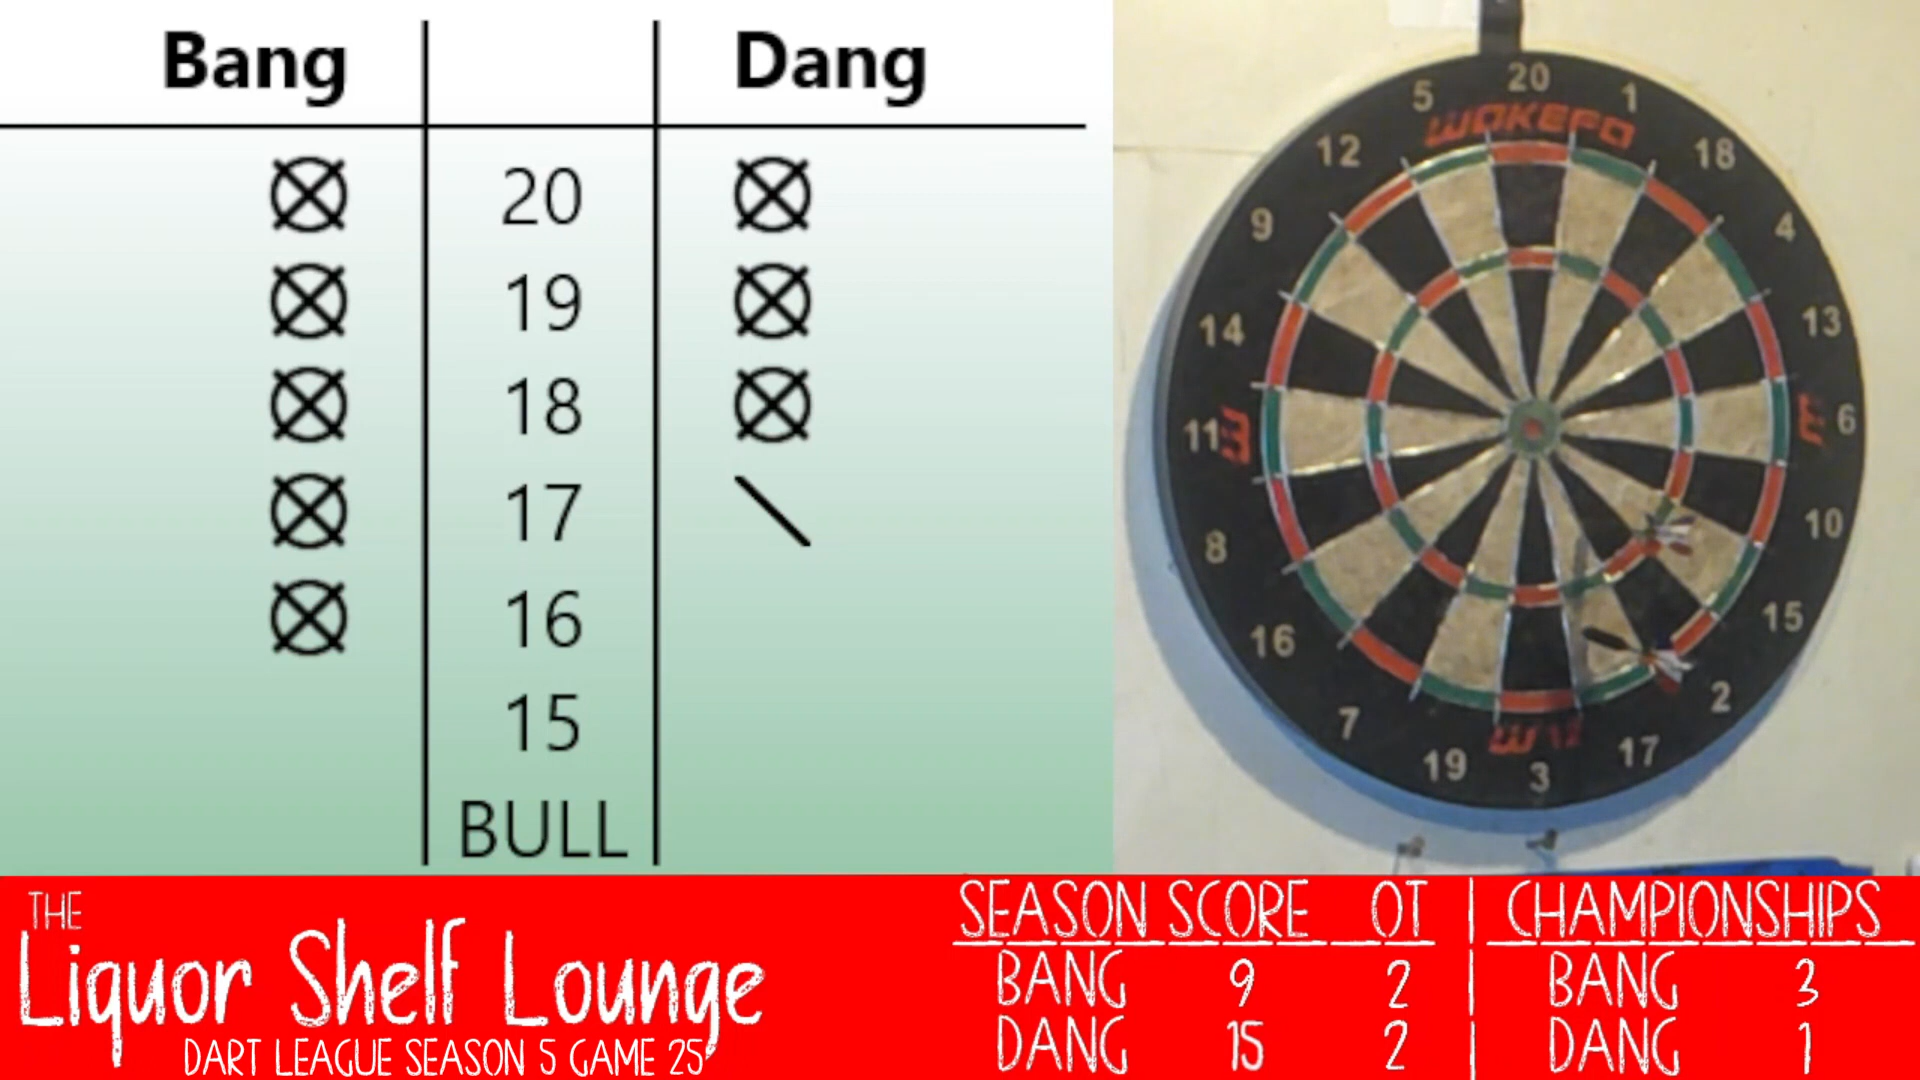 Bang Dang
20
19
18
17
16
15
BULL
20
5 1
12 18
9 4
14 13
11 6
8 10
16 15
7 2
19 17
3
WOKEFO
THE
Liquor Shelf Lounge
DART LEAGUE SEASON 5 GAME 25
SEASON SCORE OT | CHAMPIONSHIPS
BANG 9 2 | BANG 3
DANG 15 2 | DANG 1